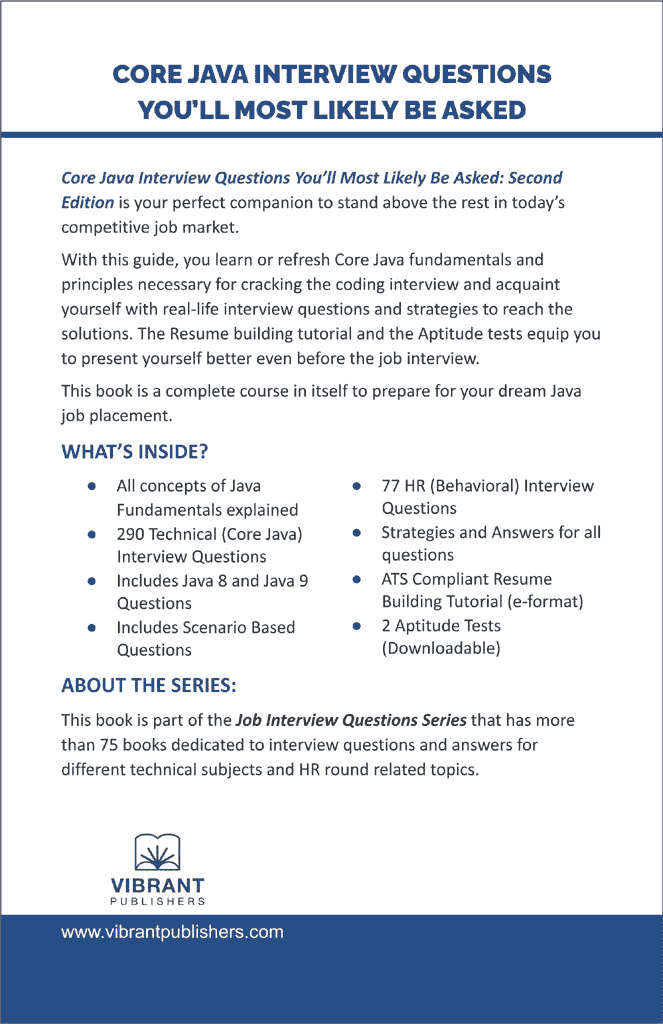 CORE JAVA INTERVIEW QUESTIONS
YOU’LL MOST LIKELY BE ASKED
Core Java Interview Questions You’ll Most Likely Be Asked: Second
Edition is your perfect companion to stand above the rest in today’s
competitive job market.
With this guide, you learn or refresh Core Java fundamentals and
principles necessary for cracking the coding interview and acquaint
yourself with real-life interview questions and strategies to reach the
solutions. The Resume building tutorial and the Aptitude tests equip you
to present yourself better even before the job interview.
This book is a complete course in itself to prepare for your dream Java
job placement.
WHAT’S INSIDE?
● All concepts of Java
Fundamentals explained
● 290 Technical (Core Java)
Interview Questions
● Includes Java 8 and Java 9
Questions
● Includes Scenario Based
Questions
● 77 HR (Behavioral) Interview
Questions
● Strategies and Answers for all
questions
● ATS Compliant Resume
Building Tutorial (e-format)
● 2 Aptitude Tests
(Downloadable)
ABOUT THE SERIES:
This book is part of the Job Interview Questions Series that has more
than 75 books dedicated to interview questions and answers for
different technical subjects and HR round related topics.
VIBRANT
PUBLISHERS
www.vibrantpublishers.com